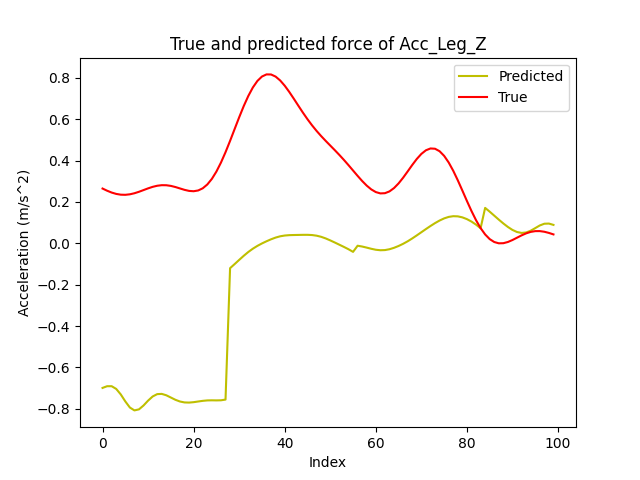 True and predicted force of Acc_Leg_Z
Predicted
True
Acceleration (m/s^2)
0.8
0.6
0.4
0.2
0.0
−0.2
−0.4
−0.6
−0.8
0 20 40 60 80 100
Index